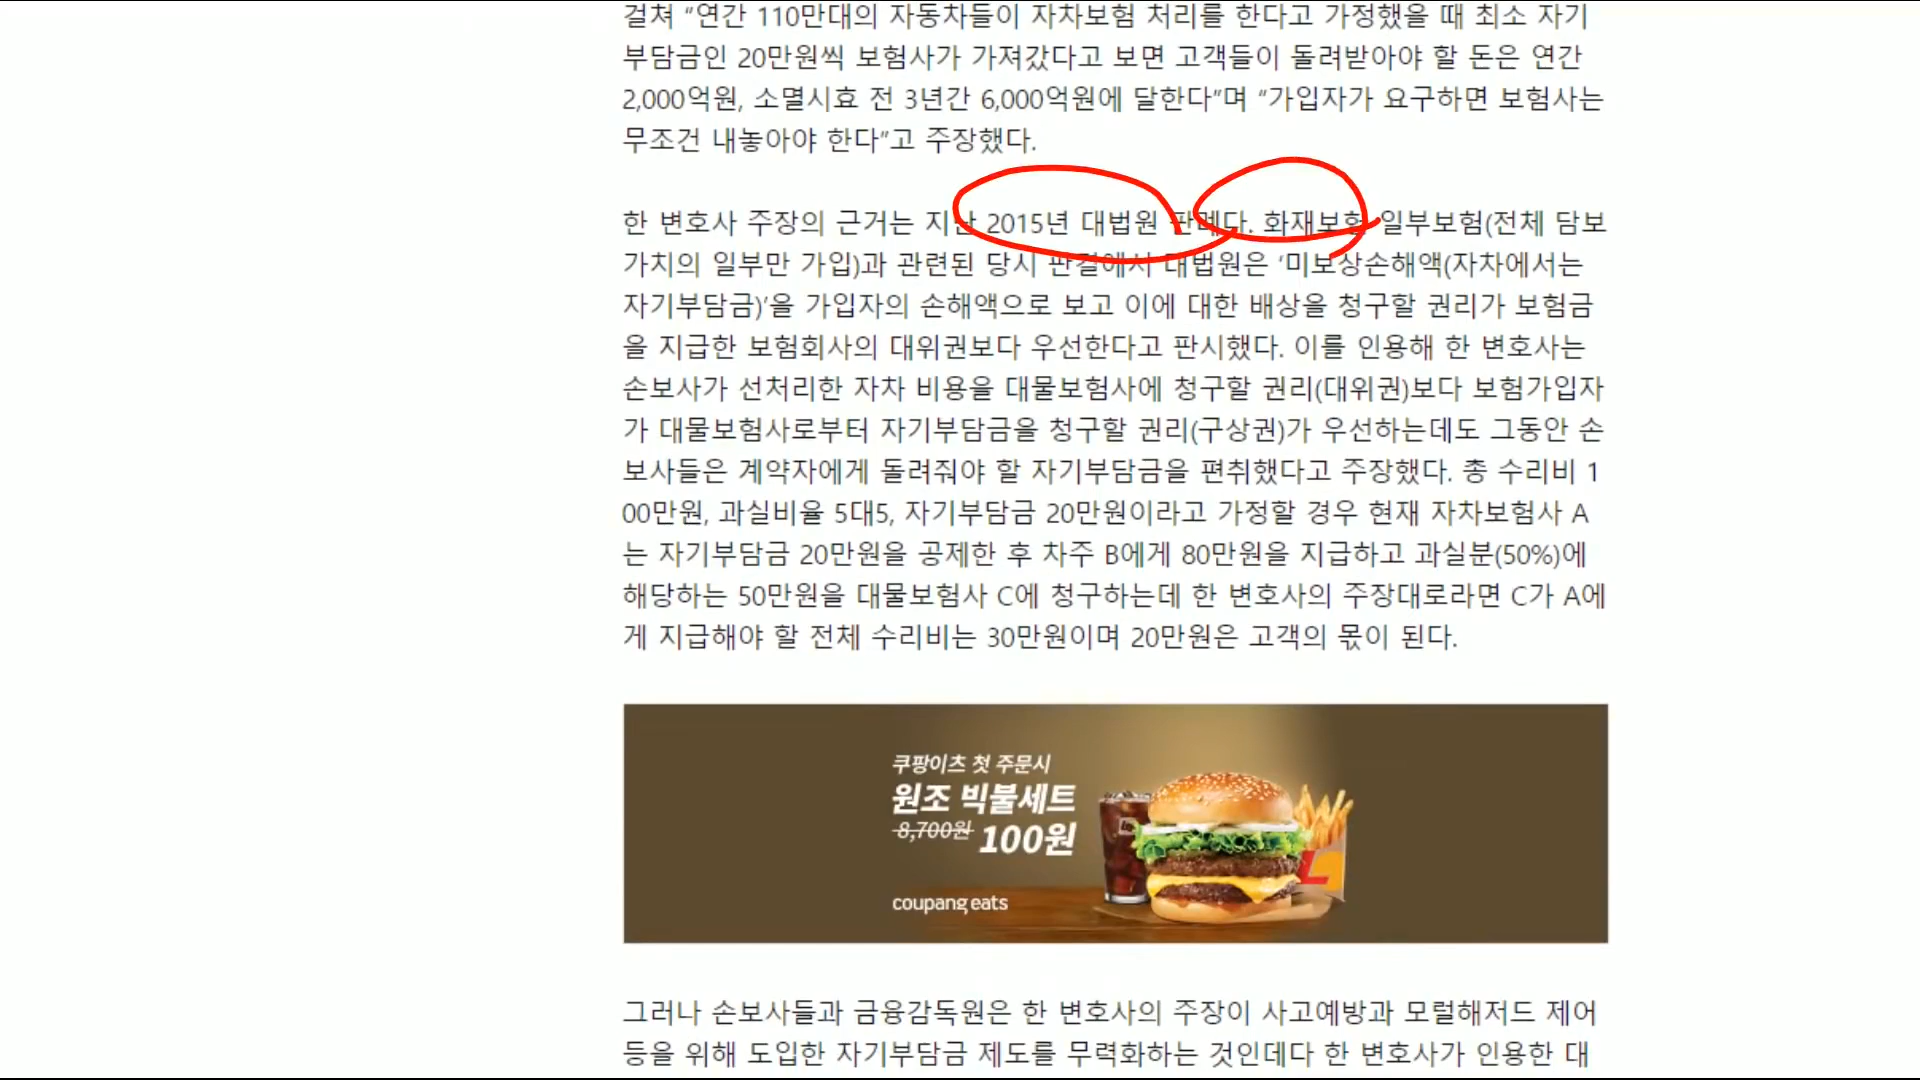 걸쳐 “연간 110만대의 자동차들이 자차보험 처리를 한다고 가정했을 때 최소 자기
부담금인 20만원씩 보험사가 가져갔다고 보면 고객들이 돌려받아야 할 돈은 연간
2,000억원, 소멸시효 전 3년간 6,000억원에 달한다”며 “가입자가 요구하면 보험사는
무조건 내놓아야 한다”고 주장했다.
한 변호사 주장의 근거는 지난 2015년 대법원 판례다. 화재보험 일부보험(전체 담보
가치의 일부만 가입)과 관련된 당시 판결에서 대법원은 ‘미보상손해액(자차에서는
자기부담금)’을 가입자의 손해액으로 보고 이에 대한 배상을 청구할 권리가 보험금
을 지급한 보험회사의 대위권보다 우선한다고 판시했다. 이를 인용해 한 변호사는
손보사가 선처리한 자차 비용을 대물보험사에 청구할 권리(대위권)보다 보험가입자
가 대물보험사로부터 자기부담금을 청구할 권리(구상권)가 우선하는데도 그동안 손
보사들은 계약자에게 돌려줘야 할 자기부담금을 편취했다고 주장했다. 총 수리비 1
00만원, 과실비율 5대5, 자기부담금 20만원이라고 가정할 경우 현재 자차보험사 A
는 자기부담금 20만원을 공제한 후 차주 B에게 80만원을 지급하고 과실분(50%)에
해당하는 50만원을 대물보험사 C에 청구하는데 한 변호사의 주장대로라면 C가 A에
게 지급해야 할 전체 수리비는 30만원이며 20만원은 고객의 몫이 된다.
쿠팡이츠 첫 주문시
원조 빅불세트
8,700원 100원
coupang eats
그러나 손보사들과 금융감독원은 한 변호사의 주장이 사고예방과 모럴해저드 제어
등을 위해 도입한 자기부담금 제도를 무력화하는 것인데다 한 변호사가 인용한 대